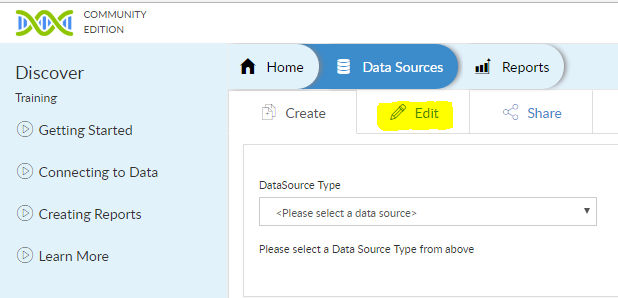 COMMUNITY
EDITION
Discover
Training
Getting Started
Connecting to Data
Creating Reports
Learn More
Home
Data Sources
Reports
Create
Edit
Share
DataSource Type
<Please select a data source>
Please select a Data Source Type from above